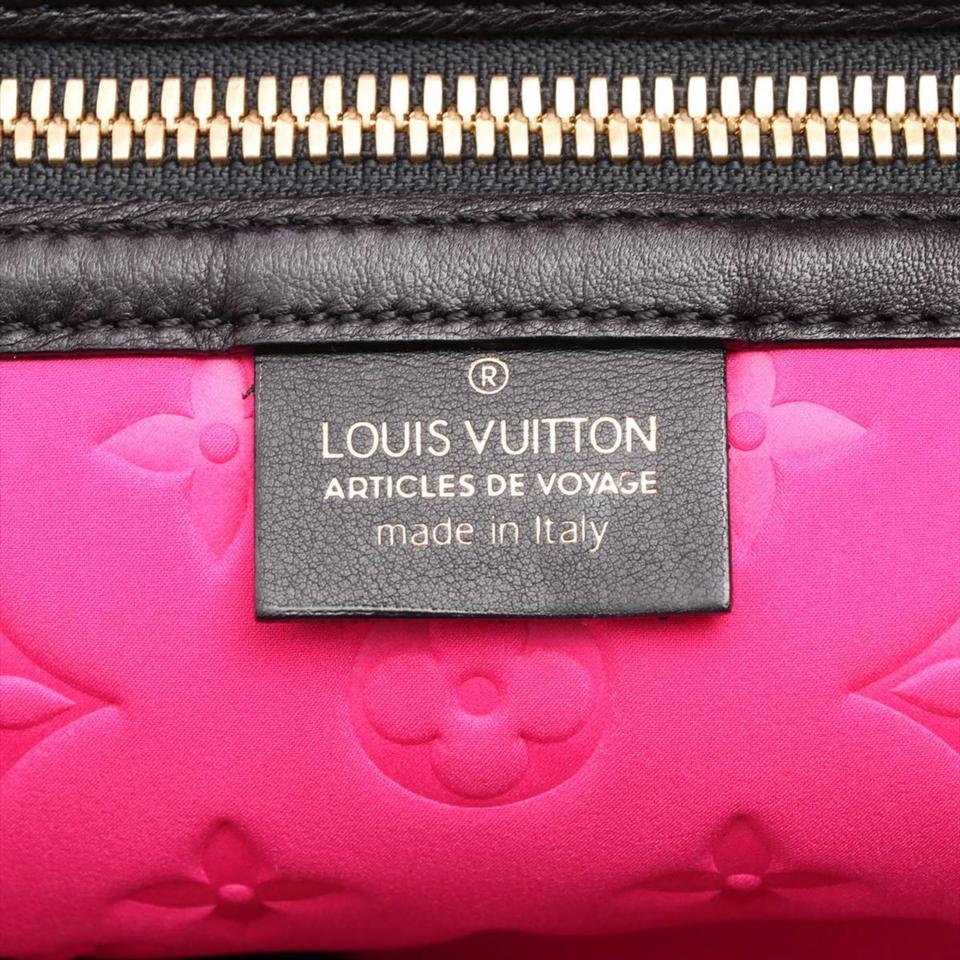 ®
LOUIS VUITTON
ARTICLES DE VOYAGE
made in Italy